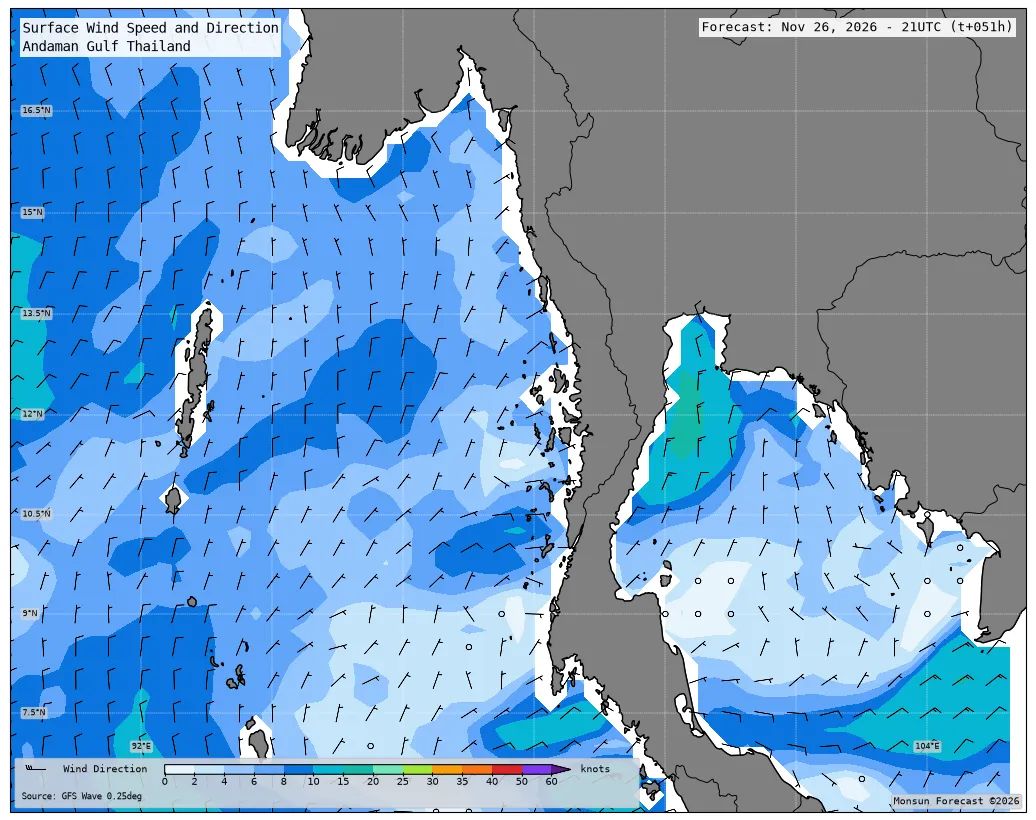 Surface Wind Speed and Direction
Andaman Gulf Thailand
Forecast: Nov 26, 2026 - 21UTC (t+051h)
16.5°N
15°N
13.5°N
12°N
10.5°N
9°N
7.5°N
92°E
104°E
Wind Direction
0 2 4 6 8 10 15 20 25 30 40 50 60
knots
Source: GFS Wave 0.25deg
Monsun Forecast ©2026